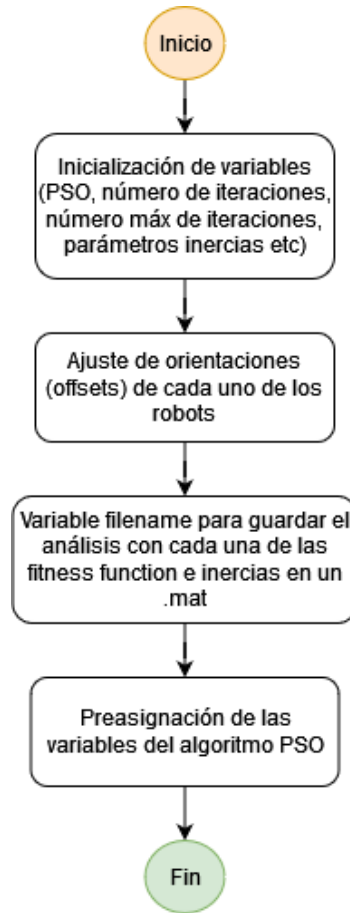 Inicio
Inicialización de variables
(PSO, número de iteraciones,
número máx de iteraciones,
parámetros inercias etc)
Ajuste de orientaciones
(offsets) de cada uno de los
robots
Variable filename para guardar el
análisis con cada una de las
fitness function e inercias en un
.mat
Preasignación de las
variables del algoritmo PSO
Fin